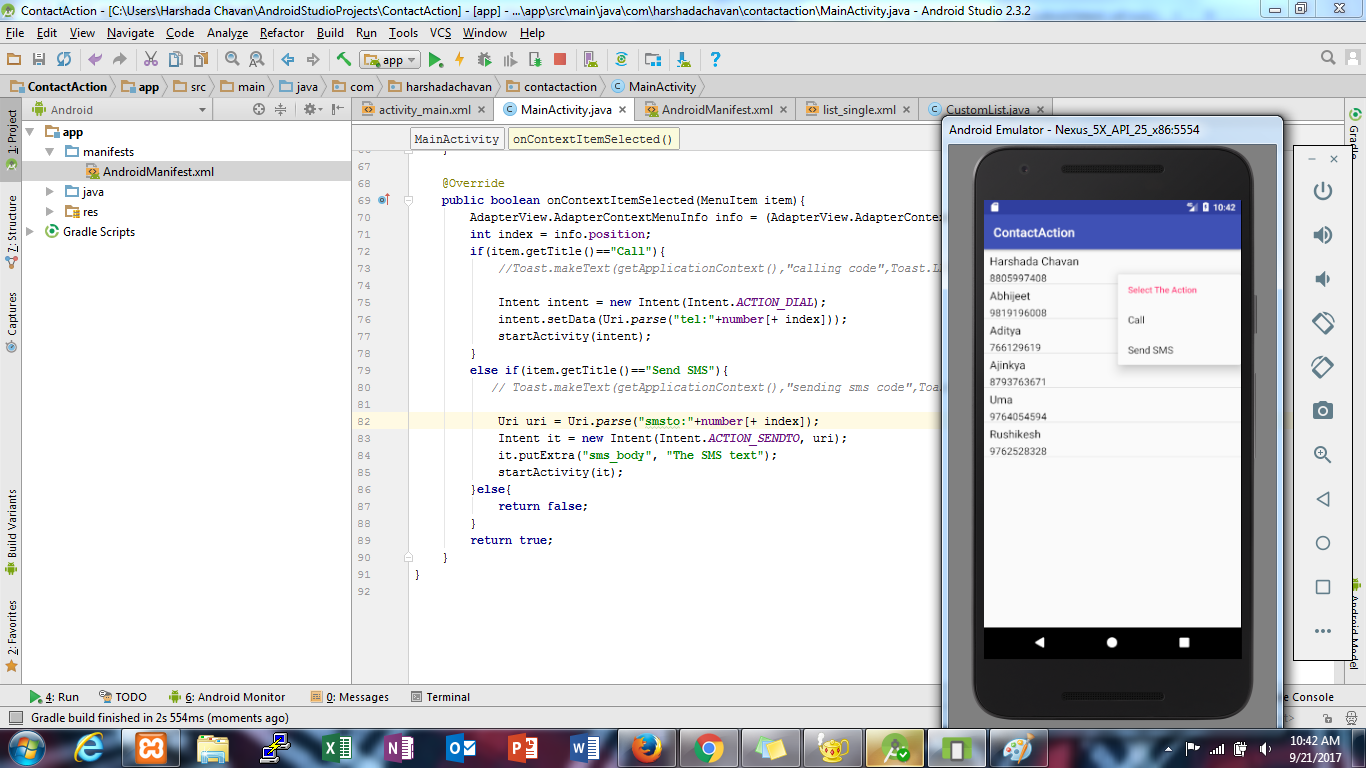 ContactAction - [C:\Users\Harshada Chavan\AndroidStudioProjects\ContactAction] - [app] - ...\app\src\main\java\com\harshadachavan\contactaction\MainActivity.java - Android Studio 2.3.2
File Edit View Navigate Code Analyze Refactor Build Run Tools VCS Window Help
app
ContactAction app src main java com harshadachavan contactaction MainActivity
Android
activity_main.xml MainActivity.java AndroidManifest.xml list_single.xml CustomList.java
MainActivity onContextItemSelected()
1: Project
7: Structure
Captures
Build Variants
2: Favorites
app
manifests
AndroidManifest.xml
java
res
Gradle Scripts
67
68 @Override
69 public boolean onContextItemSelected(MenuItem item){
70 AdapterView.AdapterContextMenuInfo info = (AdapterView.AdapterConte
71 int index = info.position;
72 if(item.getTitle()=="Call"){
73 //Toast.makeText(getApplicationContext(),"calling code",Toast.L
74
75 Intent intent = new Intent(Intent.ACTION_DIAL);
76 intent.setData(Uri.parse("tel:"+number[+ index]));
77 startActivity(intent);
78 }
79 else if(item.getTitle()=="Send SMS"){
80 // Toast.makeText(getApplicationContext(),"sending sms code",Toa
81
82 Uri uri = Uri.parse("smsto:"+number[+ index]);
83 Intent it = new Intent(Intent.ACTION_SENDTO, uri);
84 it.putExtra("sms_body", "The SMS text");
85 startActivity(it);
86 }else{
87 return false;
88 }
89 return true;
90 }
91 }
92
Android Emulator - Nexus_5X_API_25_x86:5554
10:42
ContactAction
Harshada Chavan
8805997408
Abhijeet
9819196008
Aditya
766129619
Ajinkya
8793763671
Uma
9764054594
Rushikesh
9762528328
Select The Action
Call
Send SMS
Gradle
Android Model
4: Run TODO 6: Android Monitor 0: Messages Terminal
e Console
Gradle build finished in 2s 554ms (moments ago)
10:42 AM
9/21/2017